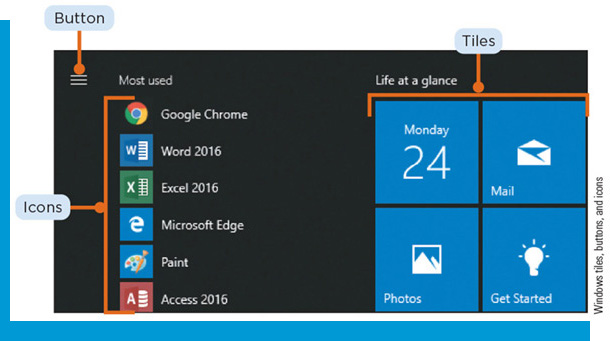 Button
Tiles
Most used
Life at a glance
Google Chrome
Word 2016
Excel 2016
Microsoft Edge
Paint
Access 2016
Icons
Monday
24
Mail
Photos
Get Started
Windows tiles, buttons, and icons